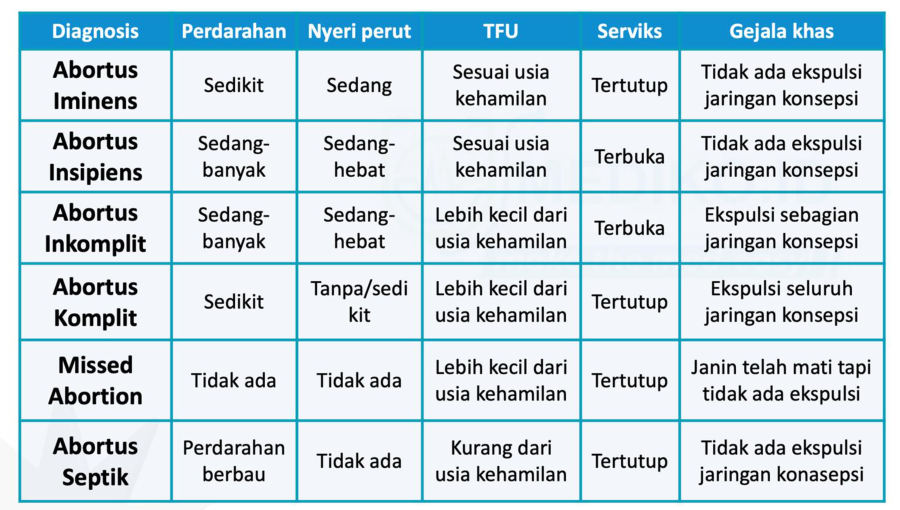 Diagnosis Perdarahan Nyeri perut TFU Serviks Gejala khas
Abortus
Iminens
Sedikit
Sedang
Sesuai usia
kehamilan
Tertutup
Tidak ada ekspulsi
jaringan konsepsi
Abortus
Insipiens
Sedang-
banyak
Sedang-
hebat
Sesuai usia
kehamilan
Terbuka
Tidak ada ekspulsi
jaringan konsepsi
Abortus
Inkomplit
Sedang-
banyak
Sedang-
hebat
Lebih kecil dari
usia kehamilan
Terbuka
Ekspulsi sebagian
jaringan konsepsi
Abortus
Komplit
Sedikit
Tanpa/sedi
kit
Lebih kecil dari
usia kehamilan
Tertutup
Ekspulsi seluruh
jaringan konsepsi
Missed
Abortion
Tidak ada
Tidak ada
Lebih kecil dari
usia kehamilan
Tertutup
Janin telah mati tapi
tidak ada ekspulsi
Abortus
Septik
Perdarahan
berbau
Tidak ada
Kurang dari
usia kehamilan
Tertutup
Tidak ada ekspulsi
jaringan konasepsi